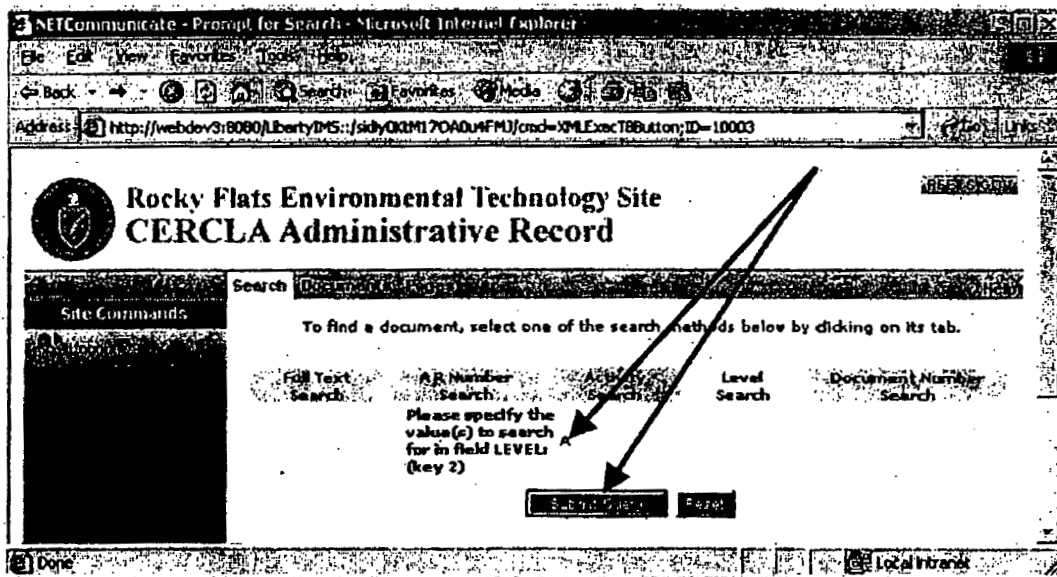 NETCommunicate - Prompt for Search - Microsoft Internet Explorer
File Edit View Favorites Tools Help
Back Search Favorites Media
Address http://webdev3:8080/LibertyIMS::/sidly0KtM17OA0u4FMJ/cmd=XMLExecTBButton;ID=10003 Go Links
Rocky Flats Environmental Technology Site
CERCLA Administrative Record
Search
Site Commands
To find a document, select one of the search methods below by clicking on its tab.
Full Text Search
AR Number Search
Activity Search
Level Search
Document Number Search
Please specify the
value(s) to search
for in field LEVEL:
(key 2)
A
Submit Query Reset
Done Local intranet